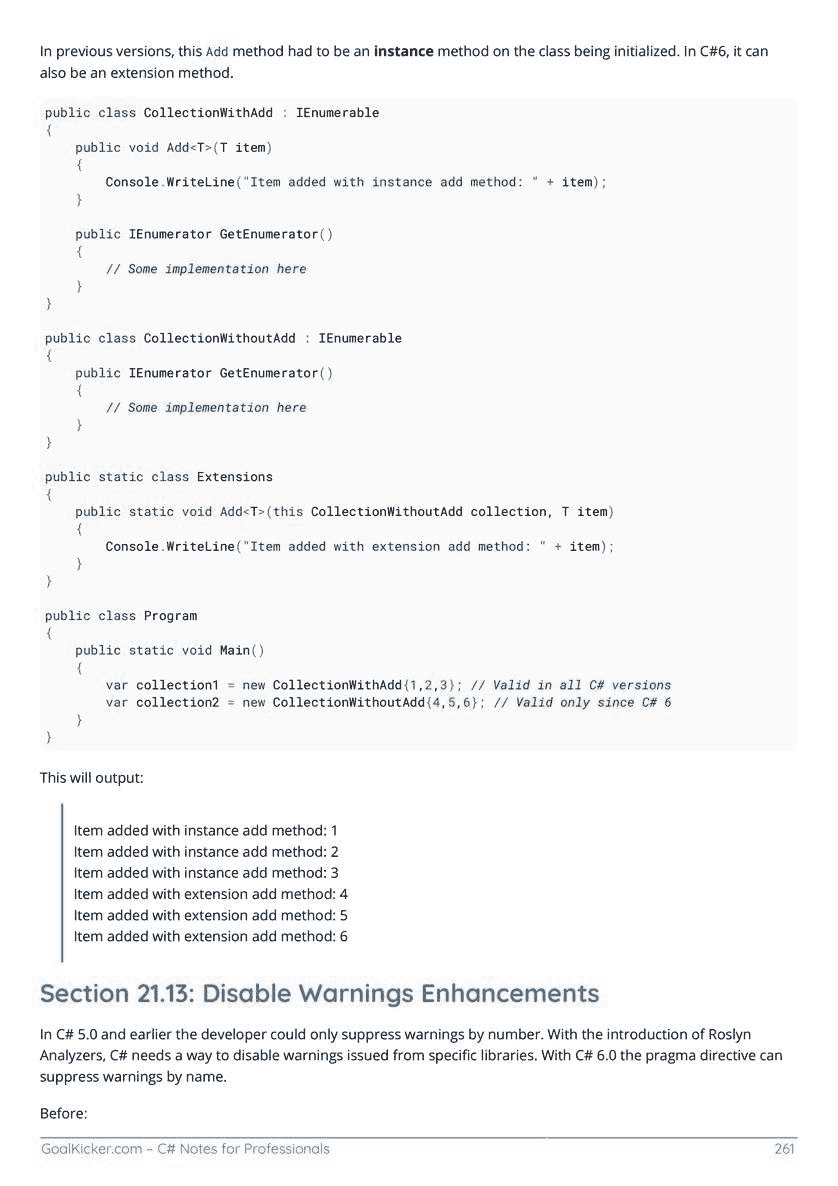 In previous versions, this Add method had to be an instance method on the class being initialized. In C#6, it can
also be an extension method.
public class CollectionWithAdd : IEnumerable
{
    public void Add<T>(T item)
    {
        Console.WriteLine("Item added with instance add method: " + item);
    }

    public IEnumerator GetEnumerator()
    {
        // Some implementation here
    }
}

public class CollectionWithoutAdd : IEnumerable
{
    public IEnumerator GetEnumerator()
    {
        // Some implementation here
    }
}

public static class Extensions
{
    public static void Add<T>(this CollectionWithoutAdd collection, T item)
    {
        Console.WriteLine("Item added with extension add method: " + item);
    }
}

public class Program
{
    public static void Main()
    {
        var collection1 = new CollectionWithAdd{1,2,3}; // Valid in all C# versions
        var collection2 = new CollectionWithoutAdd{4,5,6}; // Valid only since C# 6
    }
}
This will output:
Item added with instance add method: 1
Item added with instance add method: 2
Item added with instance add method: 3
Item added with extension add method: 4
Item added with extension add method: 5
Item added with extension add method: 6
Section 21.13: Disable Warnings Enhancements
In C# 5.0 and earlier the developer could only suppress warnings by number. With the introduction of Roslyn
Analyzers, C# needs a way to disable warnings issued from specific libraries. With C# 6.0 the pragma directive can
suppress warnings by name.
Before:
GoalKicker.com – C# Notes for Professionals 261